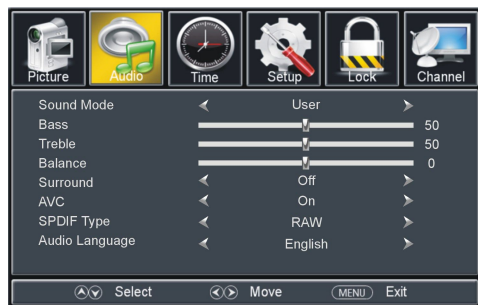 Picture Audio Time Setup Lock Channel
Sound Mode User
Bass 50
Treble 50
Balance 0
Surround Off
AVC On
SPDIF Type RAW
Audio Language English
Select Move MENU Exit